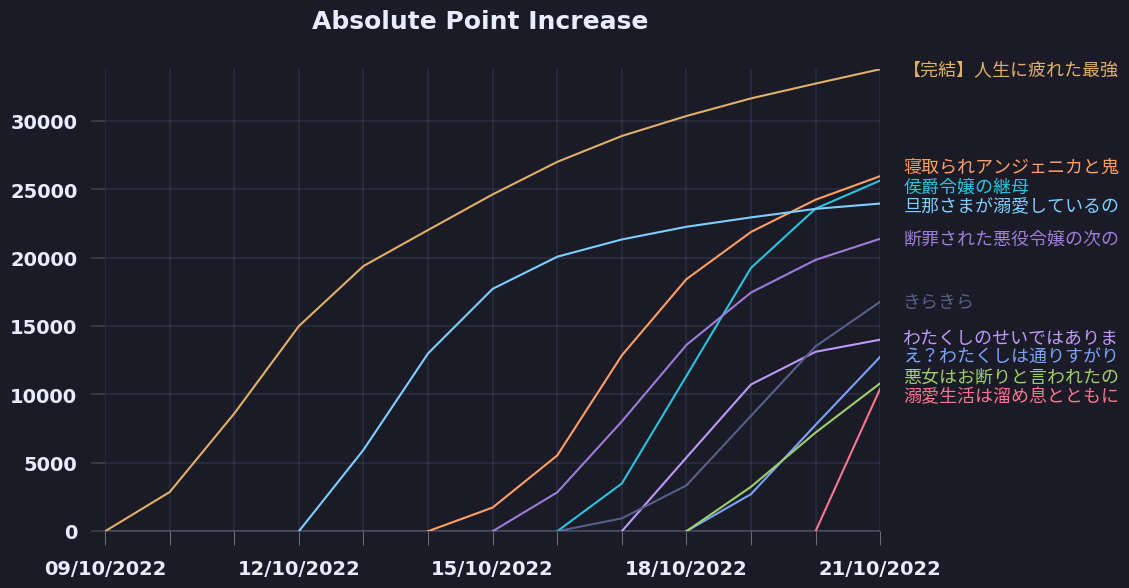 Absolute Point Increase
【完結】人生に疲れた最強
30000
寝取られアンジェニカと鬼
25000
侯爵令嬢の継母
旦那さまが溺愛しているの
断罪された悪役令嬢の次の
20000
きらきら
15000
わたくしのせいではありま
え？わたくしは通りすがり
悪女はお断りと言われたの
10000
溺愛生活は溜め息とともに
5000
0
09/10/2022
12/10/2022
15/10/2022
18/10/2022
21/10/2022